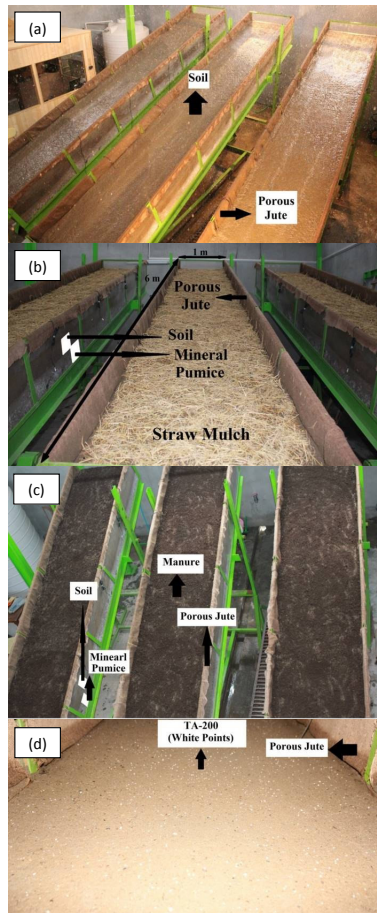 (a)
Soil
Porous
Jute
(b)
1 m
6 m
Porous
Jute
Soil
Mineral
Pumice
Straw Mulch
(c)
Soil
Manure
Porous Jute
Minearl
Pumice
(d)
TA-200
(White Points)
Porous Jute